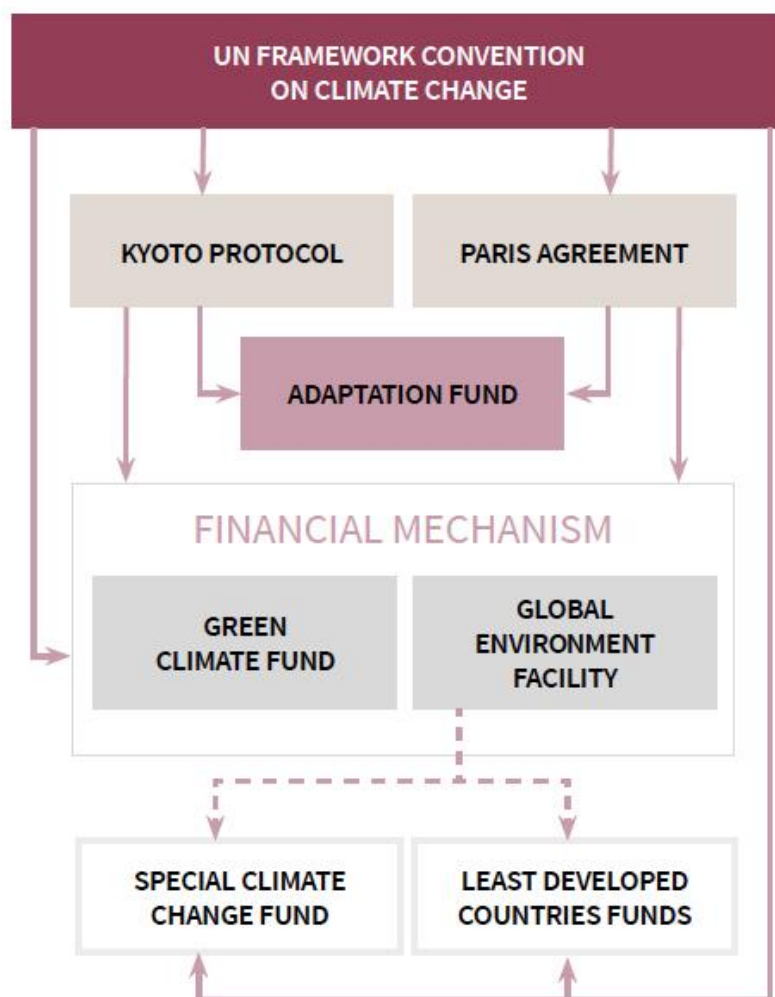 UN FRAMEWORK CONVENTION
ON CLIMATE CHANGE
KYOTO PROTOCOL
PARIS AGREEMENT
ADAPTATION FUND
FINANCIAL MECHANISM
GREEN
CLIMATE FUND
GLOBAL
ENVIRONMENT
FACILITY
SPECIAL CLIMATE
CHANGE FUND
LEAST DEVELOPED
COUNTRIES FUNDS